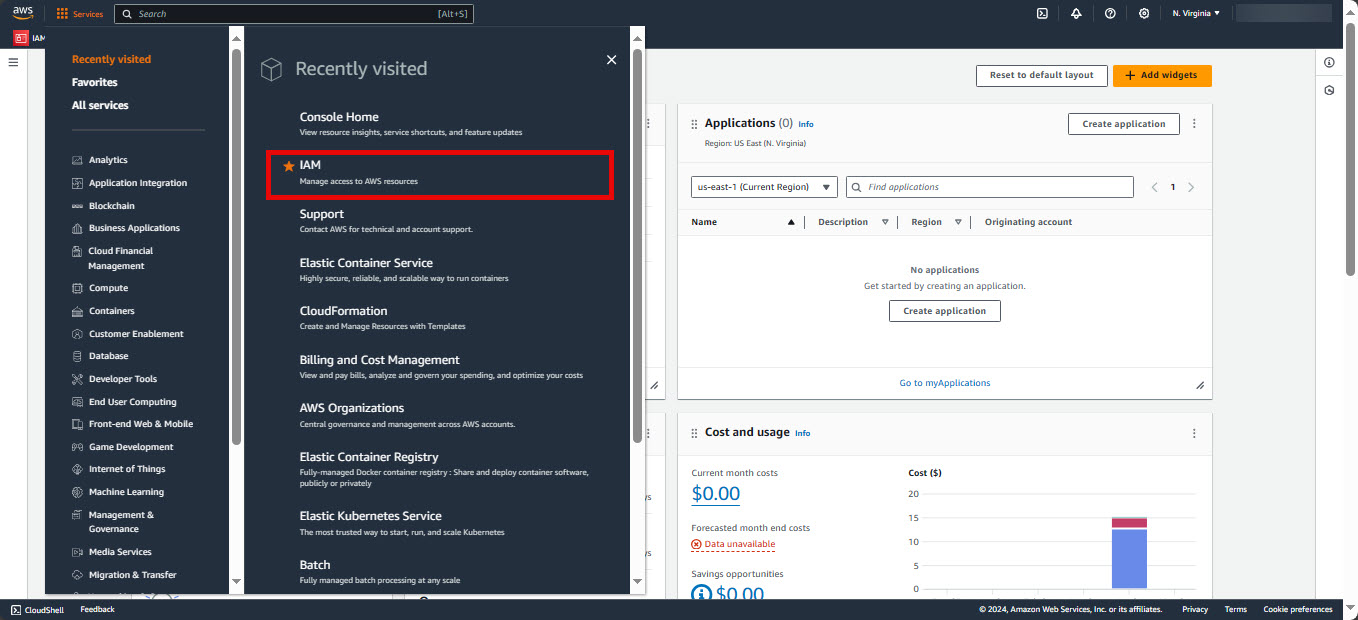 aws
Services
Search
[Alt+S]
N. Virginia
IAM
Recently visited
Favorites
All services
Analytics
Application Integration
Blockchain
Business Applications
Cloud Financial
Management
Compute
Containers
Customer Enablement
Database
Developer Tools
End User Computing
Front-end Web & Mobile
Game Development
Internet of Things
Machine Learning
Management &
Governance
Media Services
Migration & Transfer
Recently visited
Console Home
View resource insights, service shortcuts, and feature updates
IAM
Manage access to AWS resources
Support
Contact AWS for technical and account support.
Elastic Container Service
Highly secure, reliable, and scalable way to run containers
CloudFormation
Create and Manage Resources with Templates
Billing and Cost Management
View and pay bills, analyze and govern your spending, and optimize your costs
AWS Organizations
Central governance and management across AWS accounts.
Elastic Container Registry
Fully-managed Docker container registry : Share and deploy container software,
publicly or privately
Elastic Kubernetes Service
The most trusted way to start, run, and scale Kubernetes
Batch
Fully managed batch processing at any scale
Reset to default layout
Add widgets
Applications (0) Info
Region: US East (N. Virginia)
Create application
us-east-1 (Current Region)
Find applications
1
Name
Description
Region
Originating account
No applications
Get started by creating an application.
Create application
Go to myApplications
Cost and usage Info
Current month costs
$0.00
Forecasted month end costs
Data unavailable
Savings opportunities
$0.00
Cost ($)
20
15
10
5
0
CloudShell
Feedback
© 2024, Amazon Web Services, Inc. or its affiliates.
Privacy
Terms
Cookie preferences